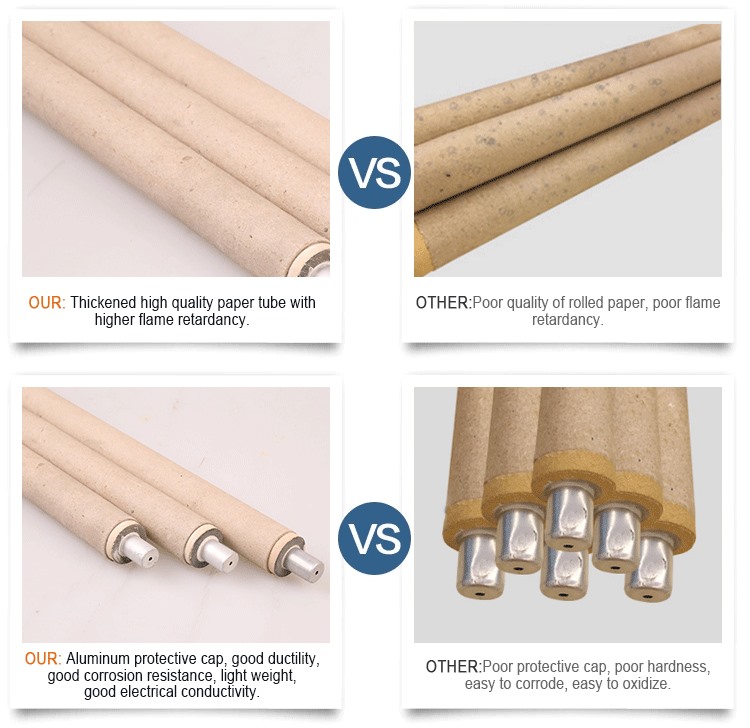 VS
OUR: Thickened high quality paper tube with
higher flame retardancy.
OTHER:Poor quality of rolled paper, poor flame
retardancy.
VS
OUR: Aluminum protective cap, good ductility,
good corrosion resistance, light weight,
good electrical conductivity.
OTHER:Poor protective cap, poor hardness,
easy to corrode, easy to oxidize.